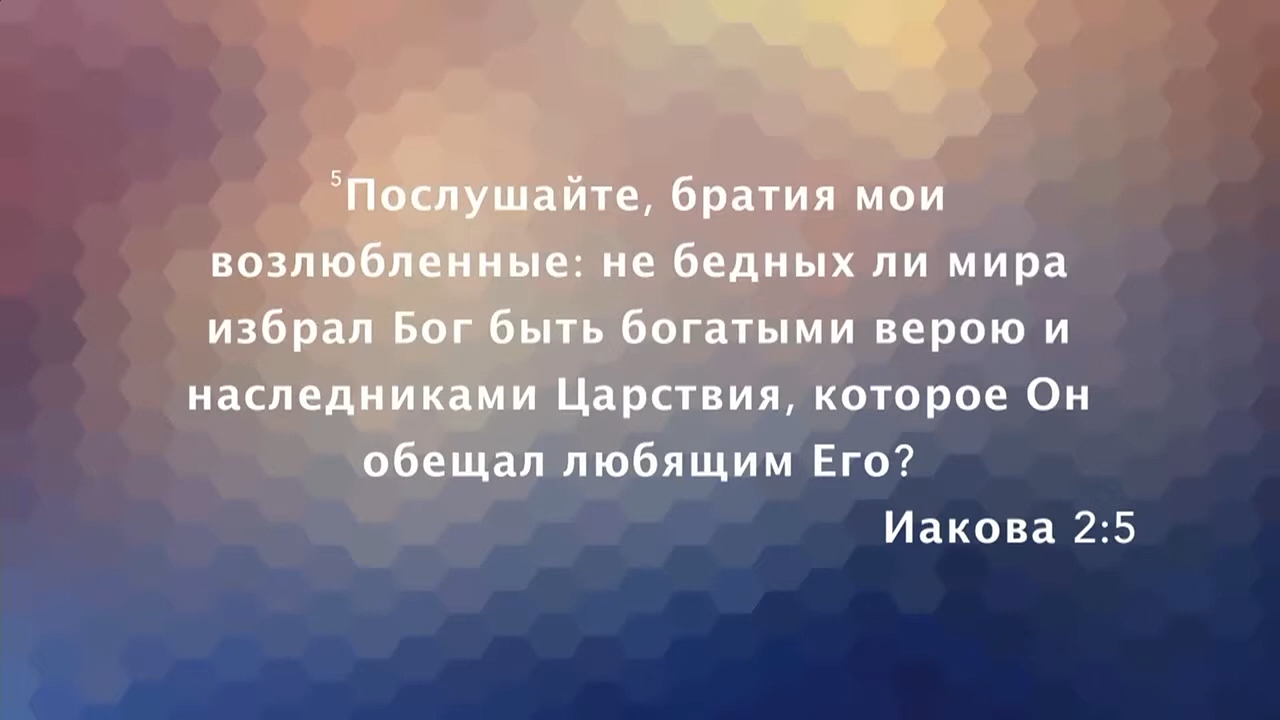 ⁵Послушайте, братия мои
возлюбленные: не бедных ли мира
избрал Бог быть богатыми верою и
наследниками Царствия, которое Он
обещал любящим Его?
Иакова 2:5